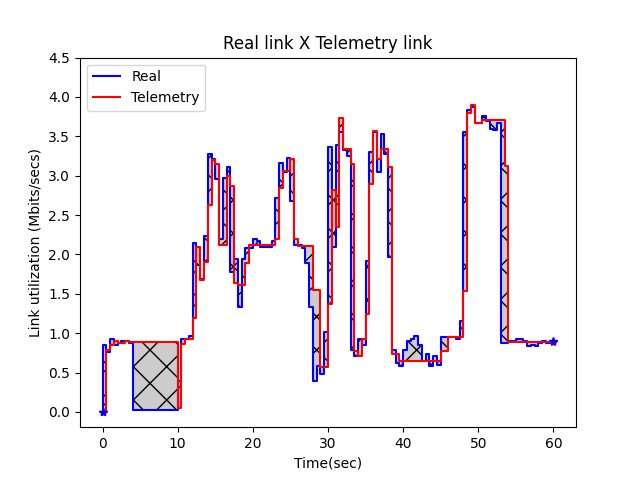 Real link X Telemetry link
Real
Telemetry
Link utilization (Mbits/secs)
4.5
4.0
3.5
3.0
2.5
2.0
1.5
1.0
0.5
0.0
0 10 20 30 40 50 60
Time(sec)